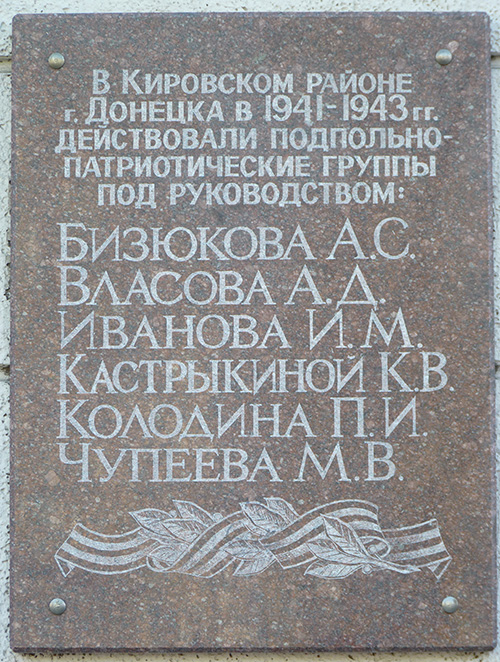 В КИРОВСКОМ РАЙОНЕ
г. ДОНЕЦКА В 1941-1943 гг.
ДЕЙСТВОВАЛИ ПОДПОЛЬНО-
ПАТРИОТИЧЕСКИЕ ГРУППЫ
ПОД РУКОВОДСТВОМ:
БИЗЮКОВА А.С.
ВЛАСОВА А.Д.
ИВАНОВА И.М.
КАСТРЫКИНОЙ К.В.
КОЛОДИНА П.И.
ЧУПЕЕВА М.В.